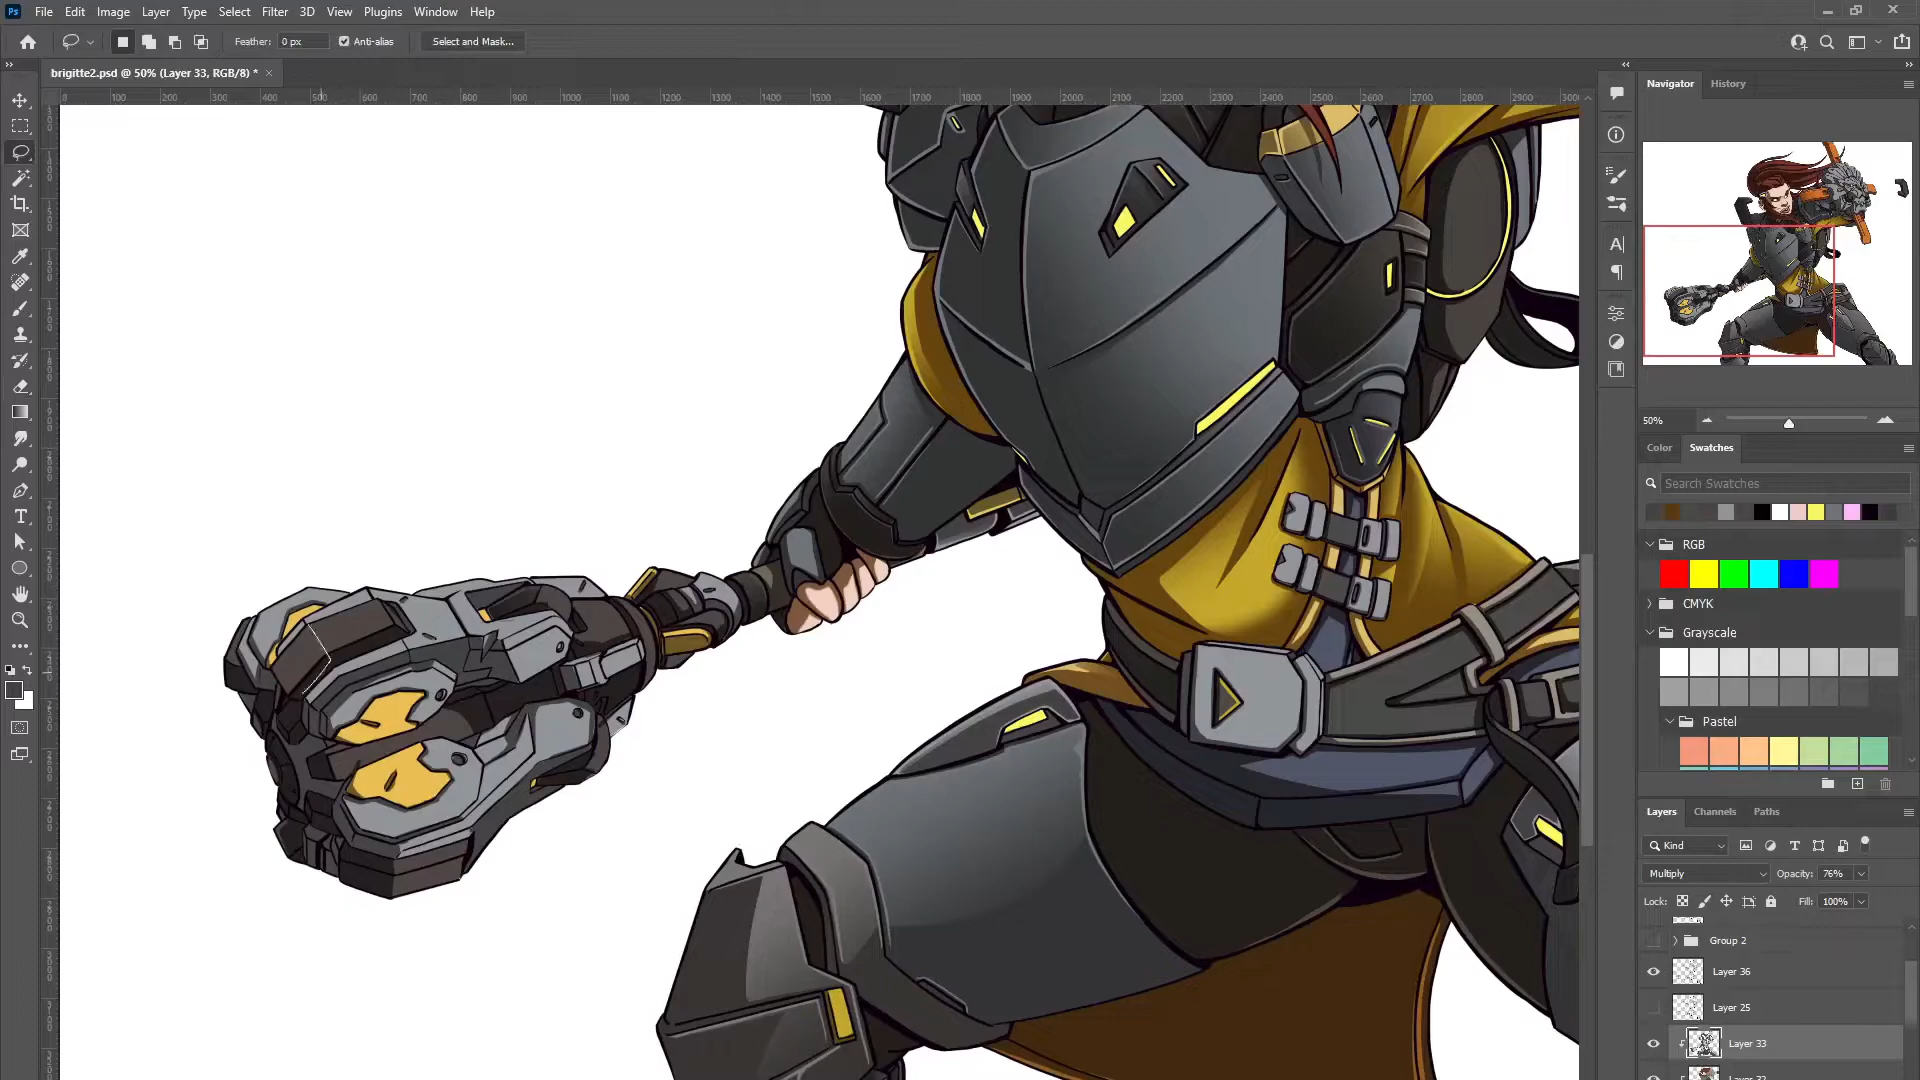 Ps File Edit Image Layer Type Select Filter 3D View Plugins Window Help
Feather: 0 px Anti-alias Select and Mask...
brigitte2.psd @ 50% (Layer 33, RGB/8) * ×
0 100 200 300 400 500 600 700 800 900 1000 1100 1200 1300 1400 1500 1600 1700 1800 1900 2000 2100 2200 2300 2400 2500 2600 2700 2800 2900
Navigator History
50%
Color Swatches
Search Swatches
RGB
CMYK
Grayscale
Pastel
Layers Channels Paths
Kind
Multiply Opacity: 76%
Lock: Fill: 100%
Group 2
Layer 36
Layer 25
Layer 33
Layer 32